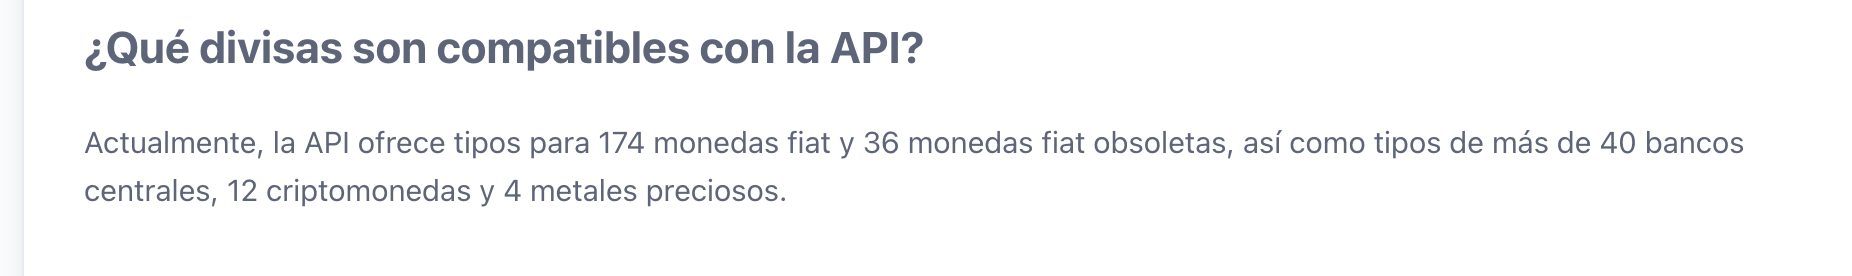 ¿Qué divisas son compatibles con la API?
Actualmente, la API ofrece tipos para 174 monedas fiat y 36 monedas fiat obsoletas, así como tipos de más de 40 bancos
centrales, 12 criptomonedas y 4 metales preciosos.